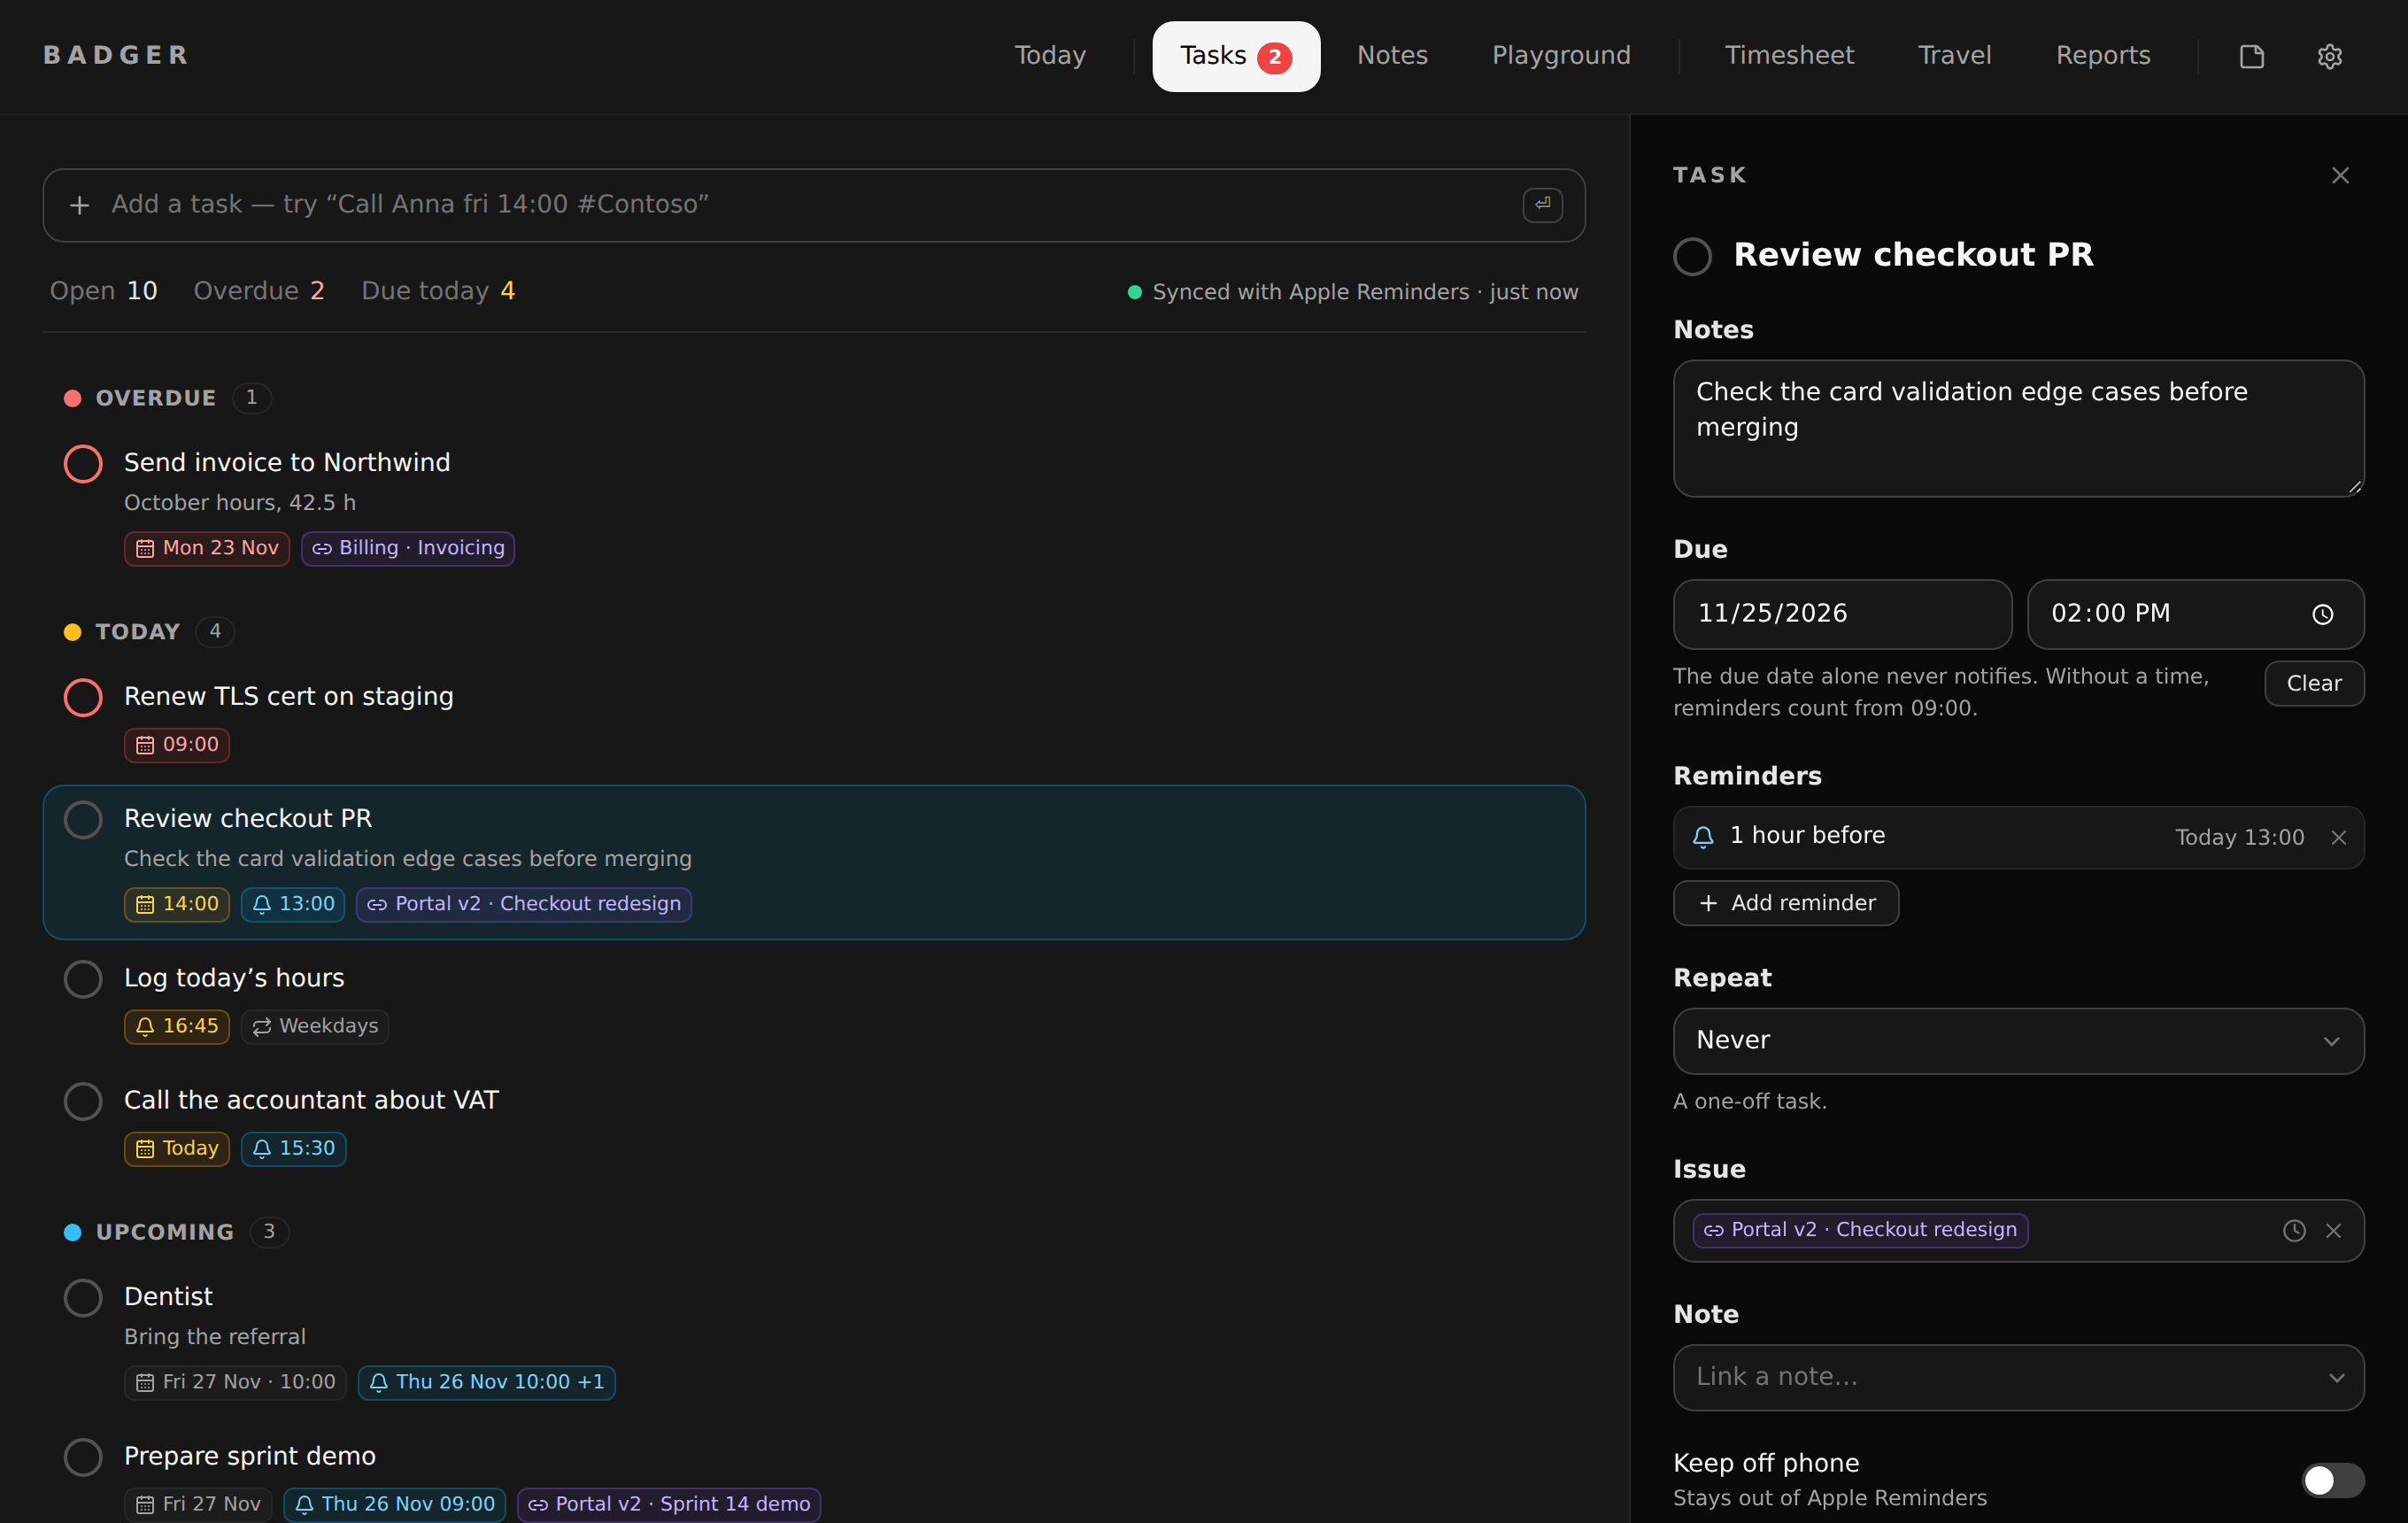 BADGER
Today
Tasks 2
Notes
Playground
Timesheet
Travel
Reports
Add a task — try “Call Anna fri 14:00 #Contoso”
⏎
Open 10
Overdue 2
Due today 4
Synced with Apple Reminders · just now
OVERDUE 1
Send invoice to Northwind
October hours, 42.5 h
Mon 23 Nov
Billing · Invoicing
TODAY 4
Renew TLS cert on staging
09:00
Review checkout PR
Check the card validation edge cases before merging
14:00
13:00
Portal v2 · Checkout redesign
Log today’s hours
16:45
Weekdays
Call the accountant about VAT
Today
15:30
UPCOMING 3
Dentist
Bring the referral
Fri 27 Nov · 10:00
Thu 26 Nov 10:00 +1
Prepare sprint demo
Fri 27 Nov
Thu 26 Nov 09:00
Portal v2 · Sprint 14 demo
TASK
Review checkout PR
Notes
Check the card validation edge cases before
merging
Due
11/25/2026
02:00 PM
The due date alone never notifies. Without a time,
reminders count from 09:00.
Clear
Reminders
1 hour before
Today 13:00
Add reminder
Repeat
Never
A one-off task.
Issue
Portal v2 · Checkout redesign
Note
Link a note…
Keep off phone
Stays out of Apple Reminders